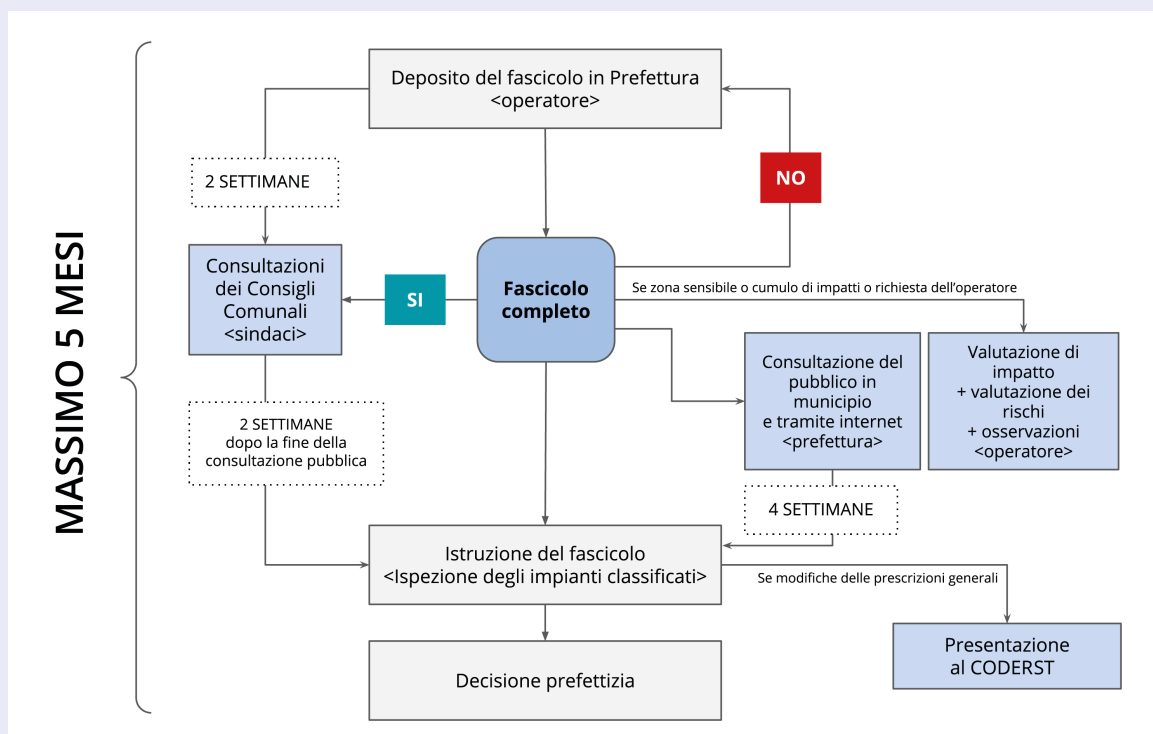 MASSIMO 5 MESI
Deposito del fascicolo in Prefettura
<operatore>
NO
2 SETTIMANE
Consultazioni
dei Consigli
Comunali
<sindaci>
SI
Fascicolo
completo
Se zona sensibile o cumulo di impatti o richiesta dell'operatore
Consultazione del
pubblico in
municipio
e tramite internet
<prefettura>
Valutazione di
impatto
+ valutazione dei
rischi
+ osservazioni
<operatore>
2 SETTIMANE
dopo la fine della
consultazione pubblica
4 SETTIMANE
Istruzione del fascicolo
<Ispezione degli impianti classificati>
Se modifiche delle prescrizioni generali
Presentazione
al CODERST
Decisione prefettizia